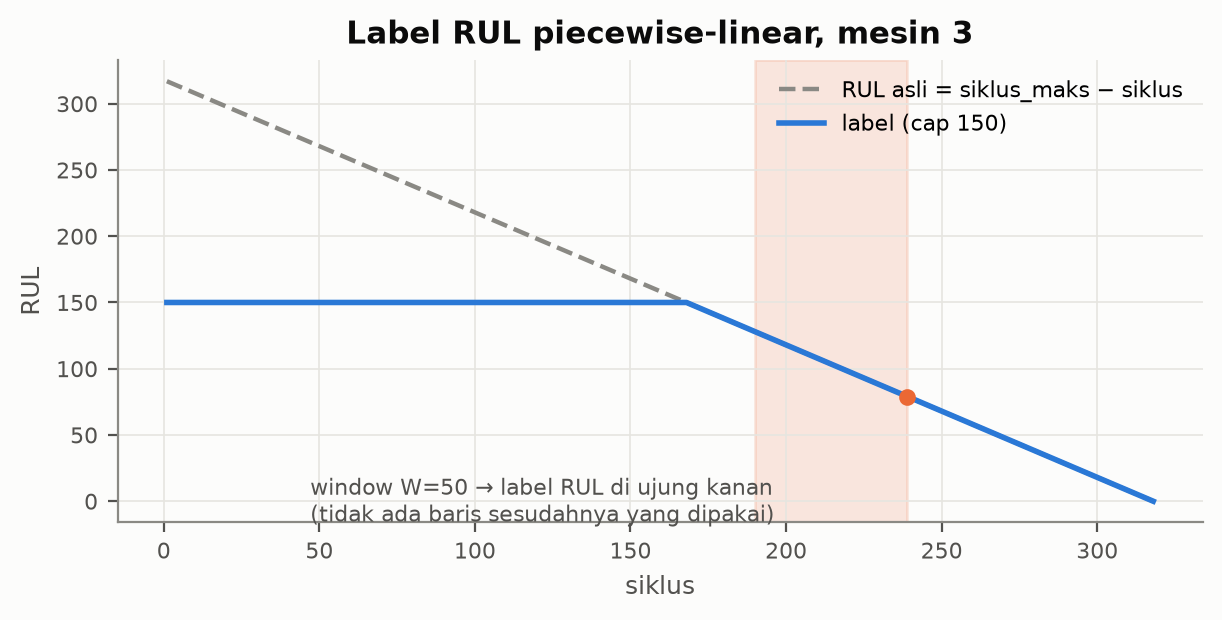 Label RUL piecewise-linear, mesin 3
RUL asli = siklus_maks − siklus
label (cap 150)
RUL
300
250
200
150
100
50
0
window W=50 → label RUL di ujung kanan
(tidak ada baris sesudahnya yang dipakai)
0 50 100 150 200 250 300
siklus